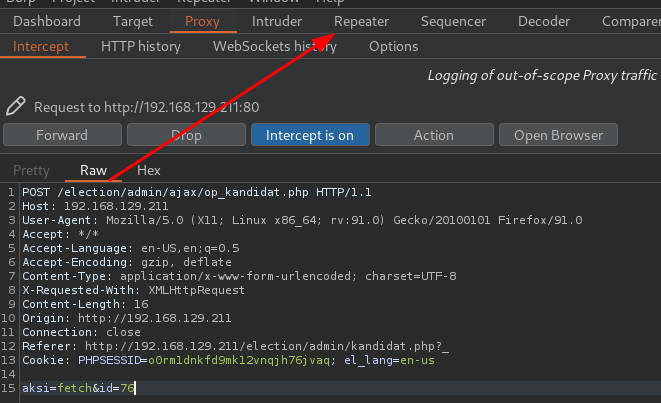 Burp Project Intruder Repeater Window Help
Dashboard Target Proxy Intruder Repeater Sequencer Decoder Comparer
Intercept HTTP history WebSockets history Options
Logging of out-of-scope Proxy traffic
Request to http://192.168.129.211:80
Forward Drop Intercept is on Action Open Browser
Pretty Raw Hex
1 POST /election/admin/ajax/op_kandidat.php HTTP/1.1
2 Host: 192.168.129.211
3 User-Agent: Mozilla/5.0 (X11; Linux x86_64; rv:91.0) Gecko/20100101 Firefox/91.0
4 Accept: */*
5 Accept-Language: en-US,en;q=0.5
6 Accept-Encoding: gzip, deflate
7 Content-Type: application/x-www-form-urlencoded; charset=UTF-8
8 X-Requested-With: XMLHttpRequest
9 Content-Length: 16
10 Origin: http://192.168.129.211
11 Connection: close
12 Referer: http://192.168.129.211/election/admin/kandidat.php?_
13 Cookie: PHPSESSID=o0rm1dnkfd9mk12vnqjh76jvaq; el_lang=en-us
14
15 aksi=fetch&id=76